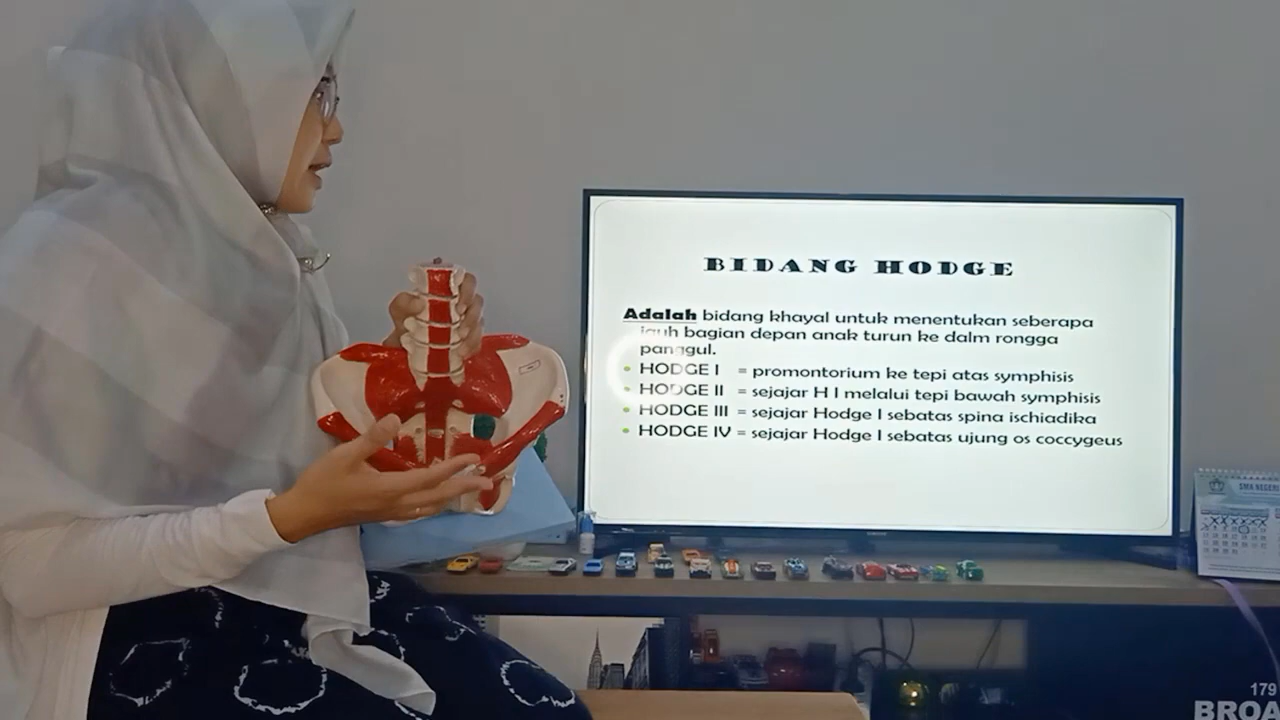 BIDANG HODGE
Adalah bidang khayal untuk menentukan seberapa
jauh bagian depan anak turun ke dalm rongga
panggul.
HODGE I = promontorium ke tepi atas symphisis
HODGE II = sejajar H I melalui tepi bawah symphisis
HODGE III = sejajar Hodge I sebatas spina ischiadika
HODGE IV = sejajar Hodge I sebatas ujung os coccygeus
SMA NEGERI
179
BROA